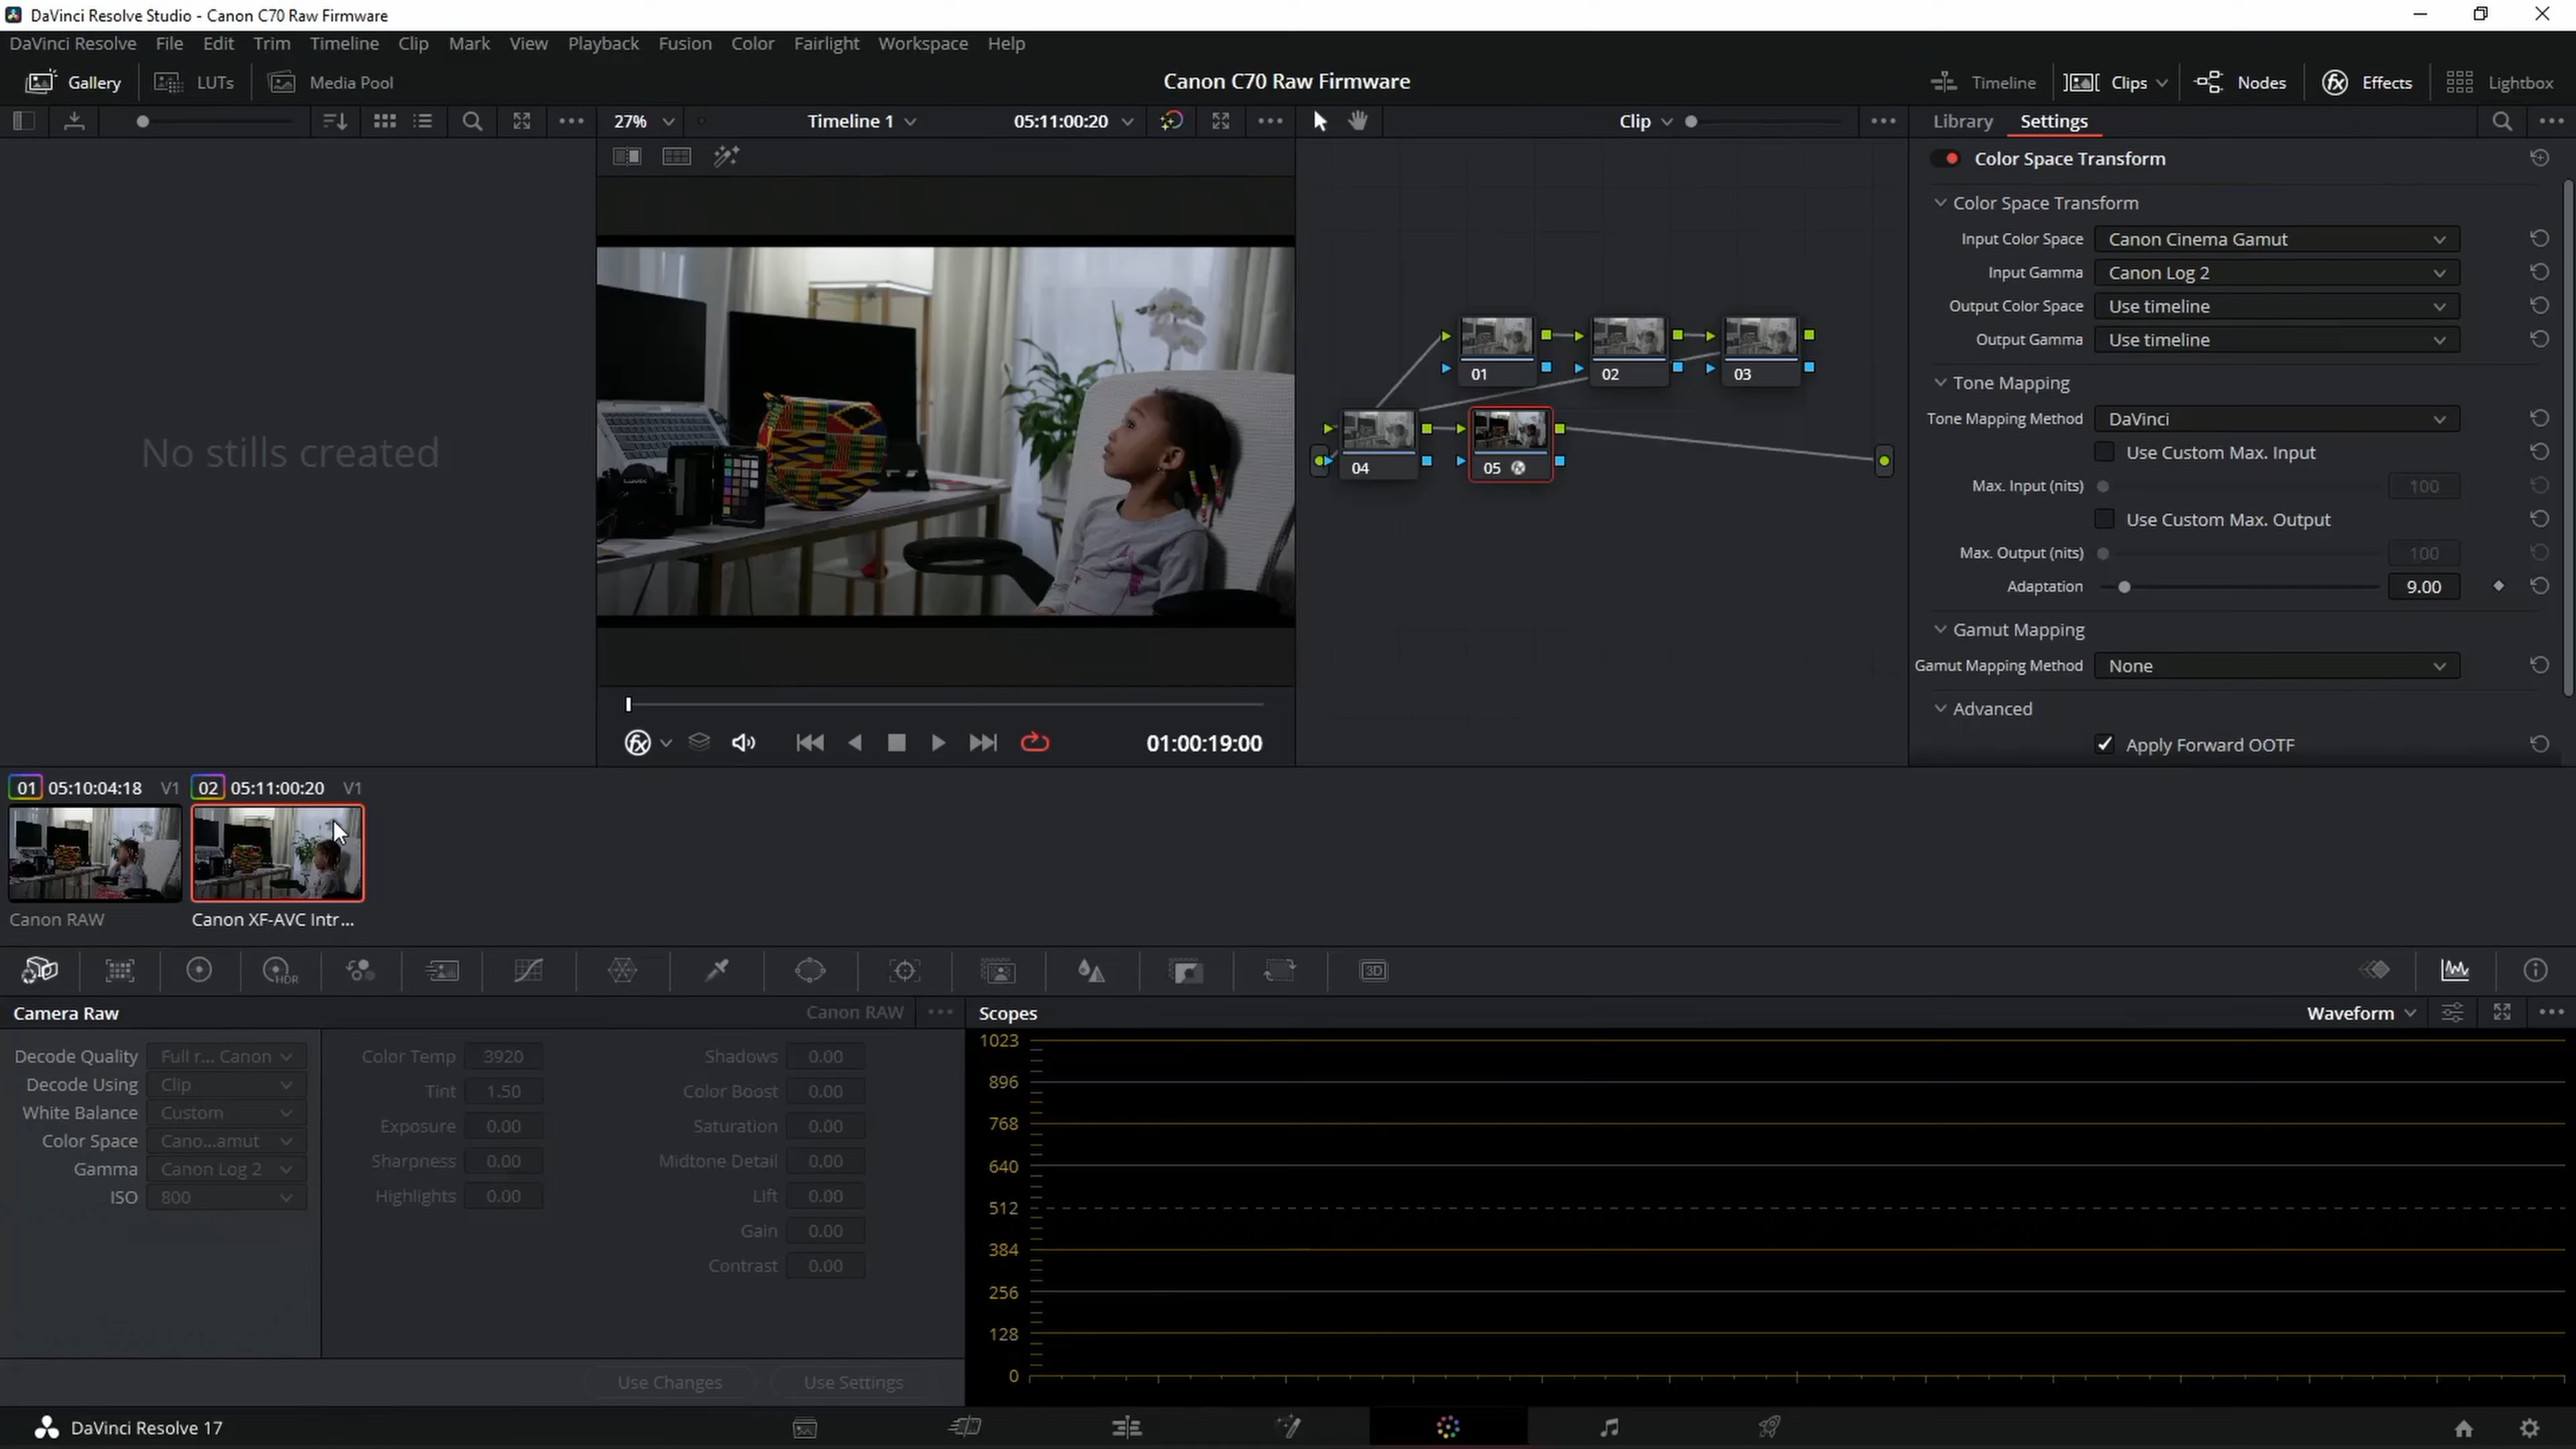 DaVinci Resolve Studio - Canon C70 Raw Firmware
DaVinci Resolve File Edit Trim Timeline Clip Mark View Playback Fusion Color Fairlight Workspace Help
Gallery LUTs Media Pool Canon C70 Raw Firmware Timeline Clips Nodes Effects Lightbox
27% Timeline 1 05:11:00:20 Clip Library Settings
Color Space Transform
Color Space Transform
Input Color Space Canon Cinema Gamut
Input Gamma Canon Log 2
Output Color Space Use timeline
Output Gamma Use timeline
Tone Mapping
Tone Mapping Method DaVinci
Use Custom Max. Input
Max. Input (nits) 100
Use Custom Max. Output
Max. Output (nits) 100
Adaptation 9.00
Gamut Mapping
Gamut Mapping Method None
Advanced
Apply Forward OOTF
No stills created
01 02 03
04 05
01:00:19:00
01 05:10:04:18 V1 02 05:11:00:20 V1
Canon RAW Canon XF-AVC Intr...
HDR 3D
Camera Raw Canon RAW
Decode Quality Full r... Canon
Decode Using Clip
White Balance Custom
Color Space Cano...amut
Gamma Canon Log 2
ISO 800
Color Temp 3920
Tint 1.50
Exposure 0.00
Sharpness 0.00
Highlights 0.00
Shadows 0.00
Color Boost 0.00
Saturation 0.00
Midtone Detail 0.00
Lift 0.00
Gain 0.00
Contrast 0.00
Use Changes Use Settings
Scopes Waveform
1023
896
768
640
512
384
256
128
0
DaVinci Resolve 17